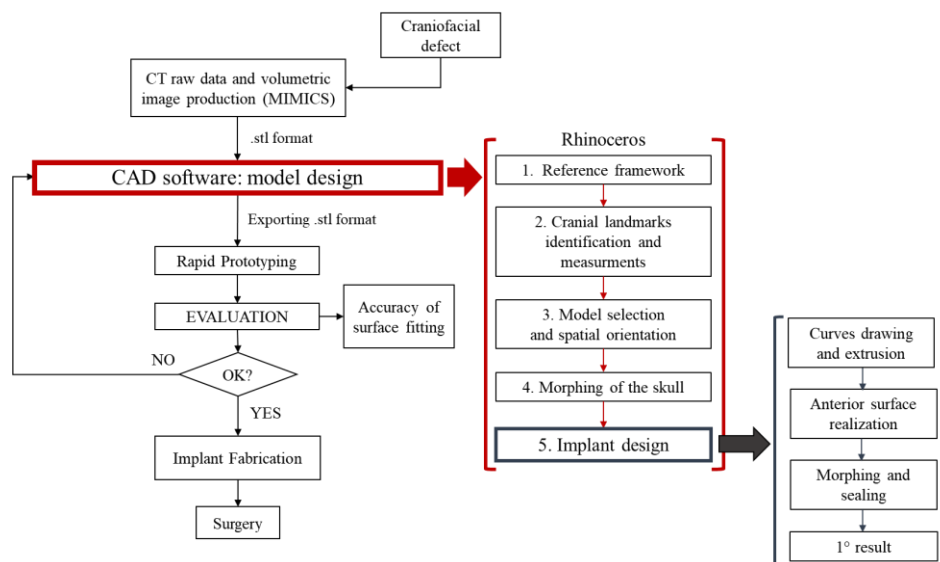 Craniofacial
defect
CT raw data and volumetric
image production (MIMICS)
.stl format
CAD software: model design
Exporting .stl format
Rapid Prototyping
EVALUATION
Accuracy of
surface fitting
NO
OK?
YES
Implant Fabrication
Surgery
Rhinoceros
1. Reference framework
2. Cranial landmarks
identification and
measurments
3. Model selection
and spatial orientation
4. Morphing of the skull
5. Implant design
Curves drawing
and extrusion
Anterior surface
realization
Morphing and
sealing
1° result